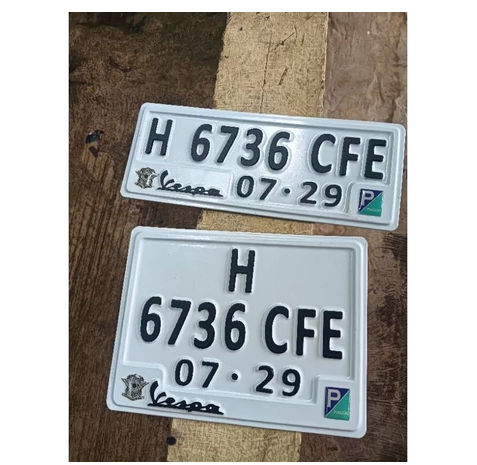 H 6736 CFE
Vespa 07 • 29 P
H
6736 CFE
07 • 29
Vespa P